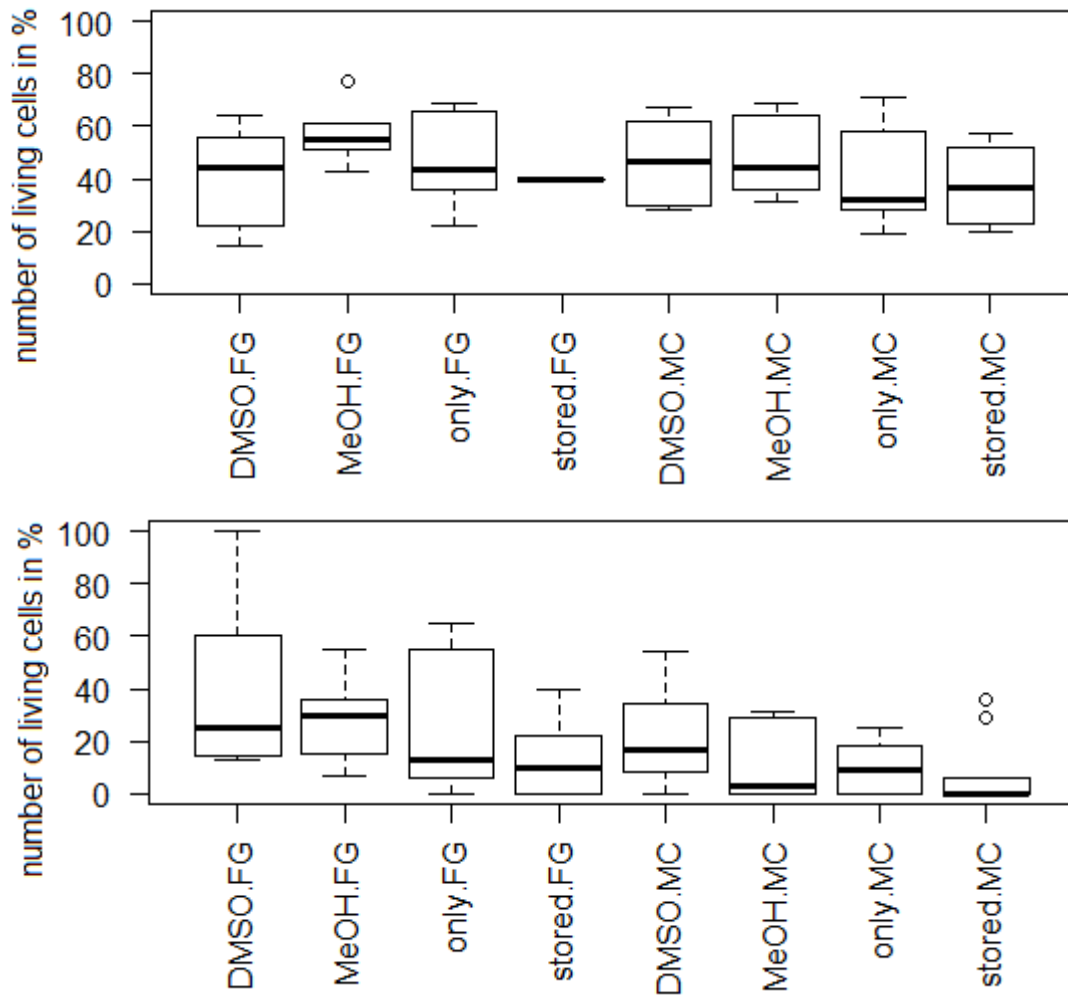 number of living cells in %
100
80
60
40
20
0
DMSO.FG
MeOH.FG
only.FG
stored.FG
DMSO.MC
MeOH.MC
only.MC
stored.MC
number of living cells in %
100
80
60
40
20
0
DMSO.FG
MeOH.FG
only.FG
stored.FG
DMSO.MC
MeOH.MC
only.MC
stored.MC